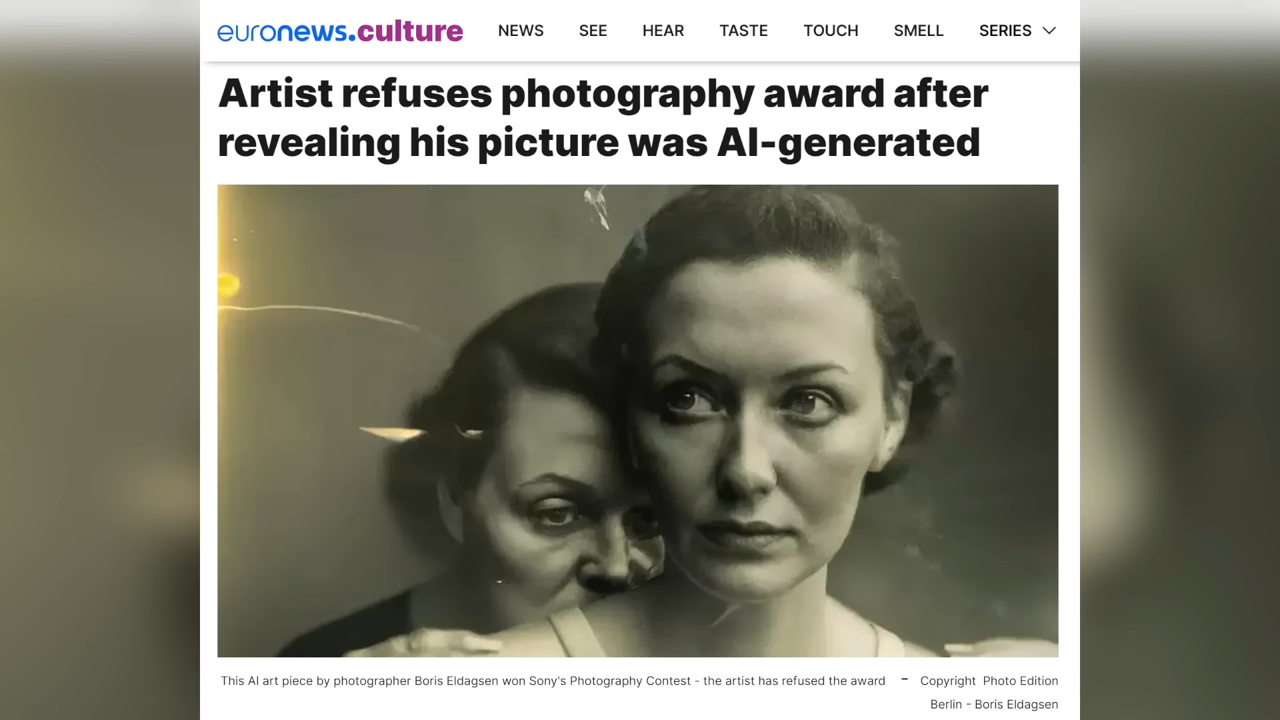 euronews.culture NEWS SEE HEAR TASTE TOUCH SMELL SERIES
Artist refuses photography award after
revealing his picture was AI-generated
This AI art piece by photographer Boris Eldagsen won Sony's Photography Contest - the artist has refused the award - Copyright Photo Edition
Berlin - Boris Eldagsen